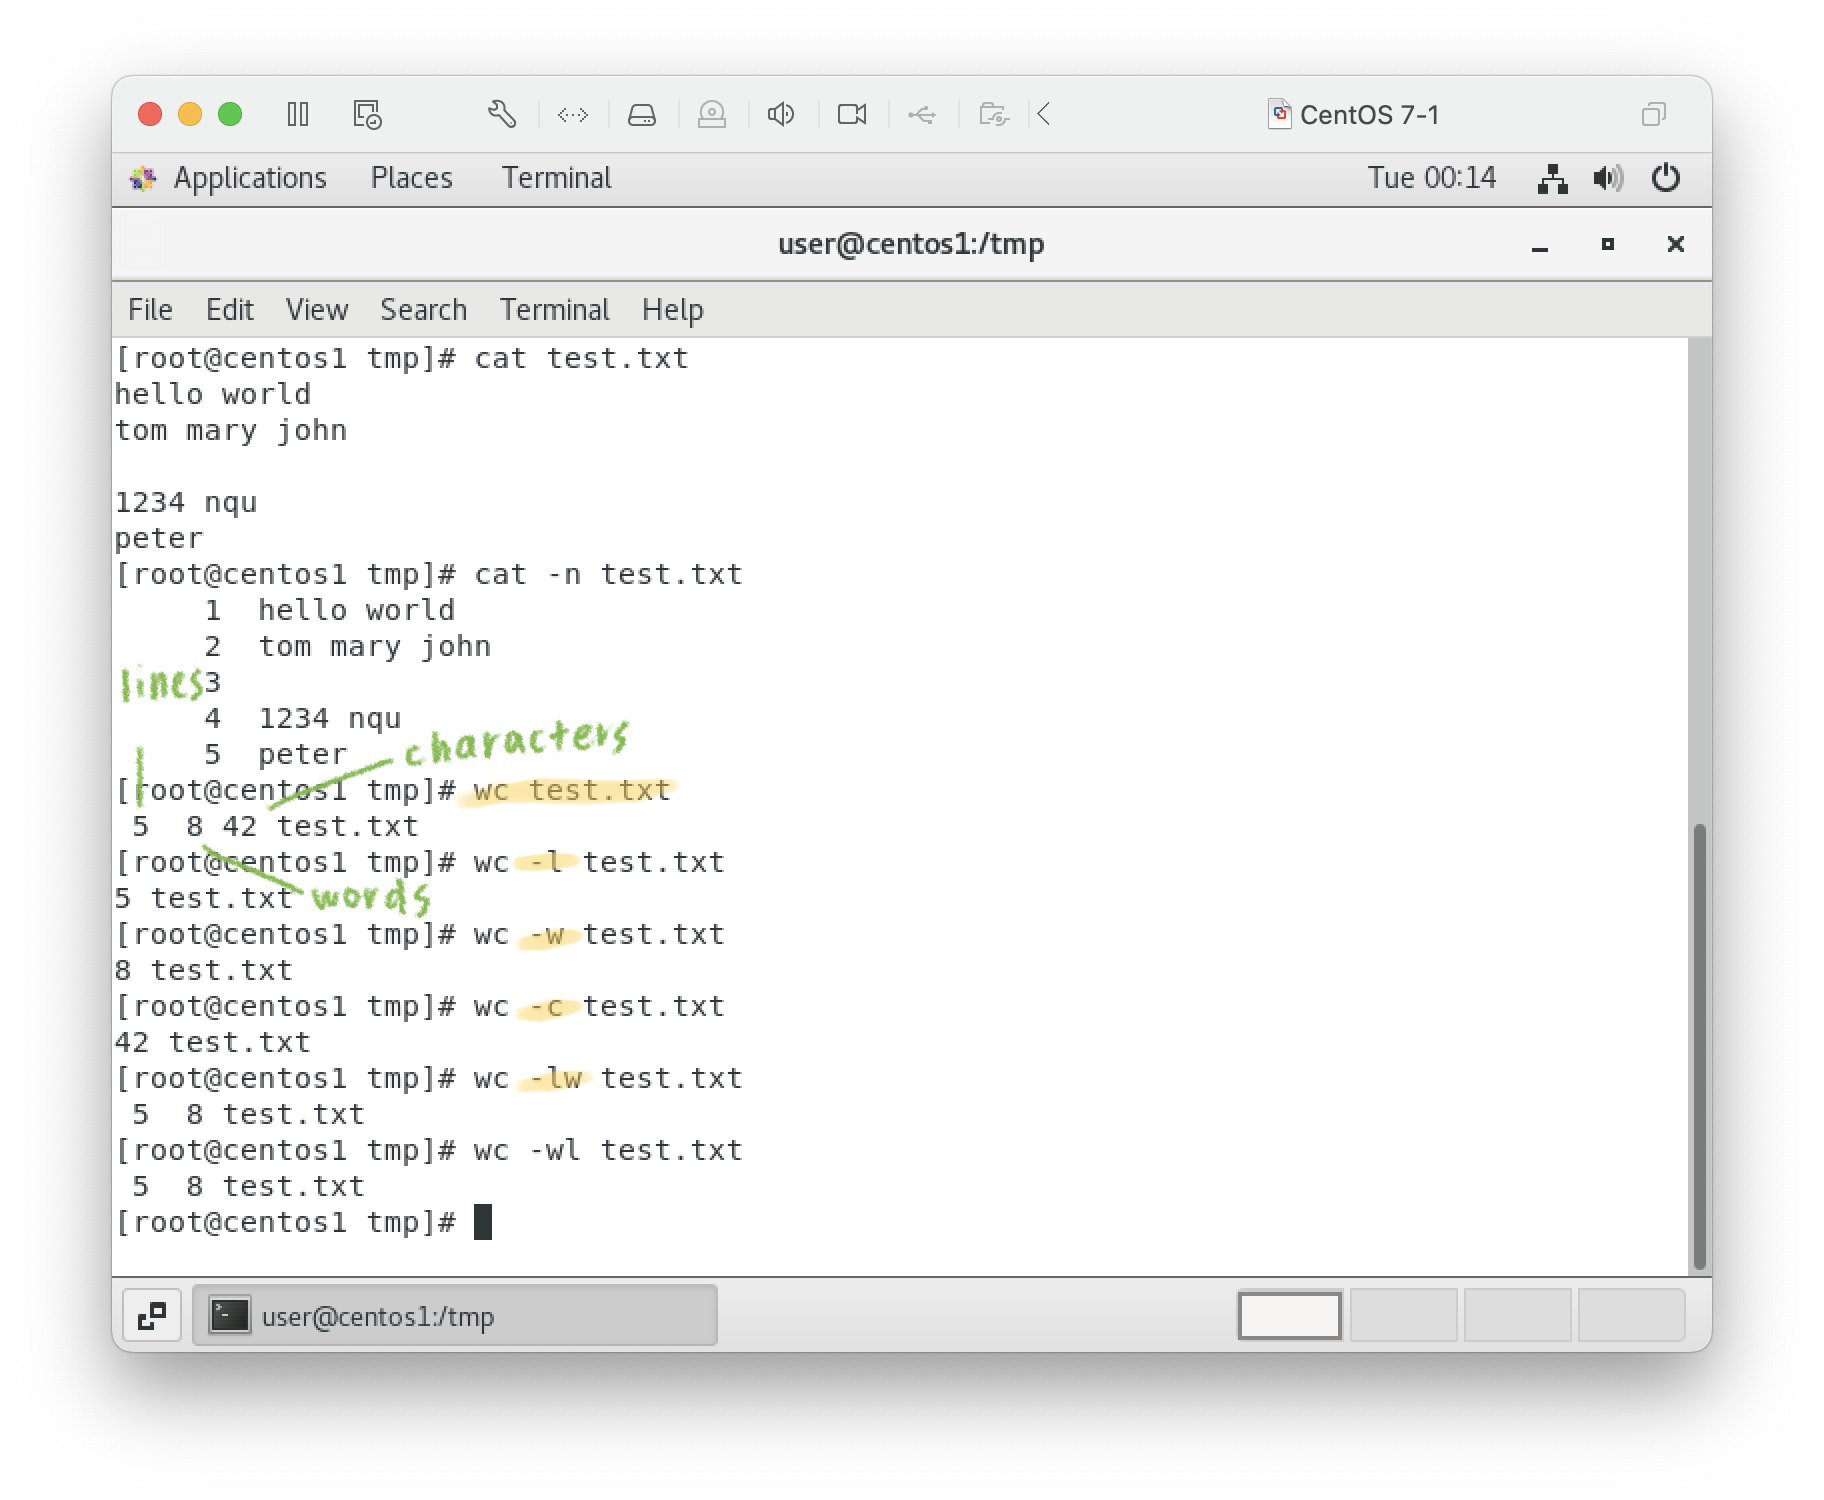 CentOS 7-1
Applications Places Terminal Tue 00:14
user@centos1:/tmp
File Edit View Search Terminal Help
[root@centos1 tmp]# cat test.txt
hello world
tom mary john
1234 nqu
peter
[root@centos1 tmp]# cat -n test.txt
1 hello world
2 tom mary john
lines
3
4 1234 nqu
characters
5 peter
[root@centos1 tmp]# wc test.txt
5 8 42 test.txt
[root@centos1 tmp]# wc -l test.txt
5 test.txt
words
[root@centos1 tmp]# wc -w test.txt
8 test.txt
[root@centos1 tmp]# wc -c test.txt
42 test.txt
[root@centos1 tmp]# wc -lw test.txt
5 8 test.txt
[root@centos1 tmp]# wc -wl test.txt
5 8 test.txt
[root@centos1 tmp]#
user@centos1:/tmp